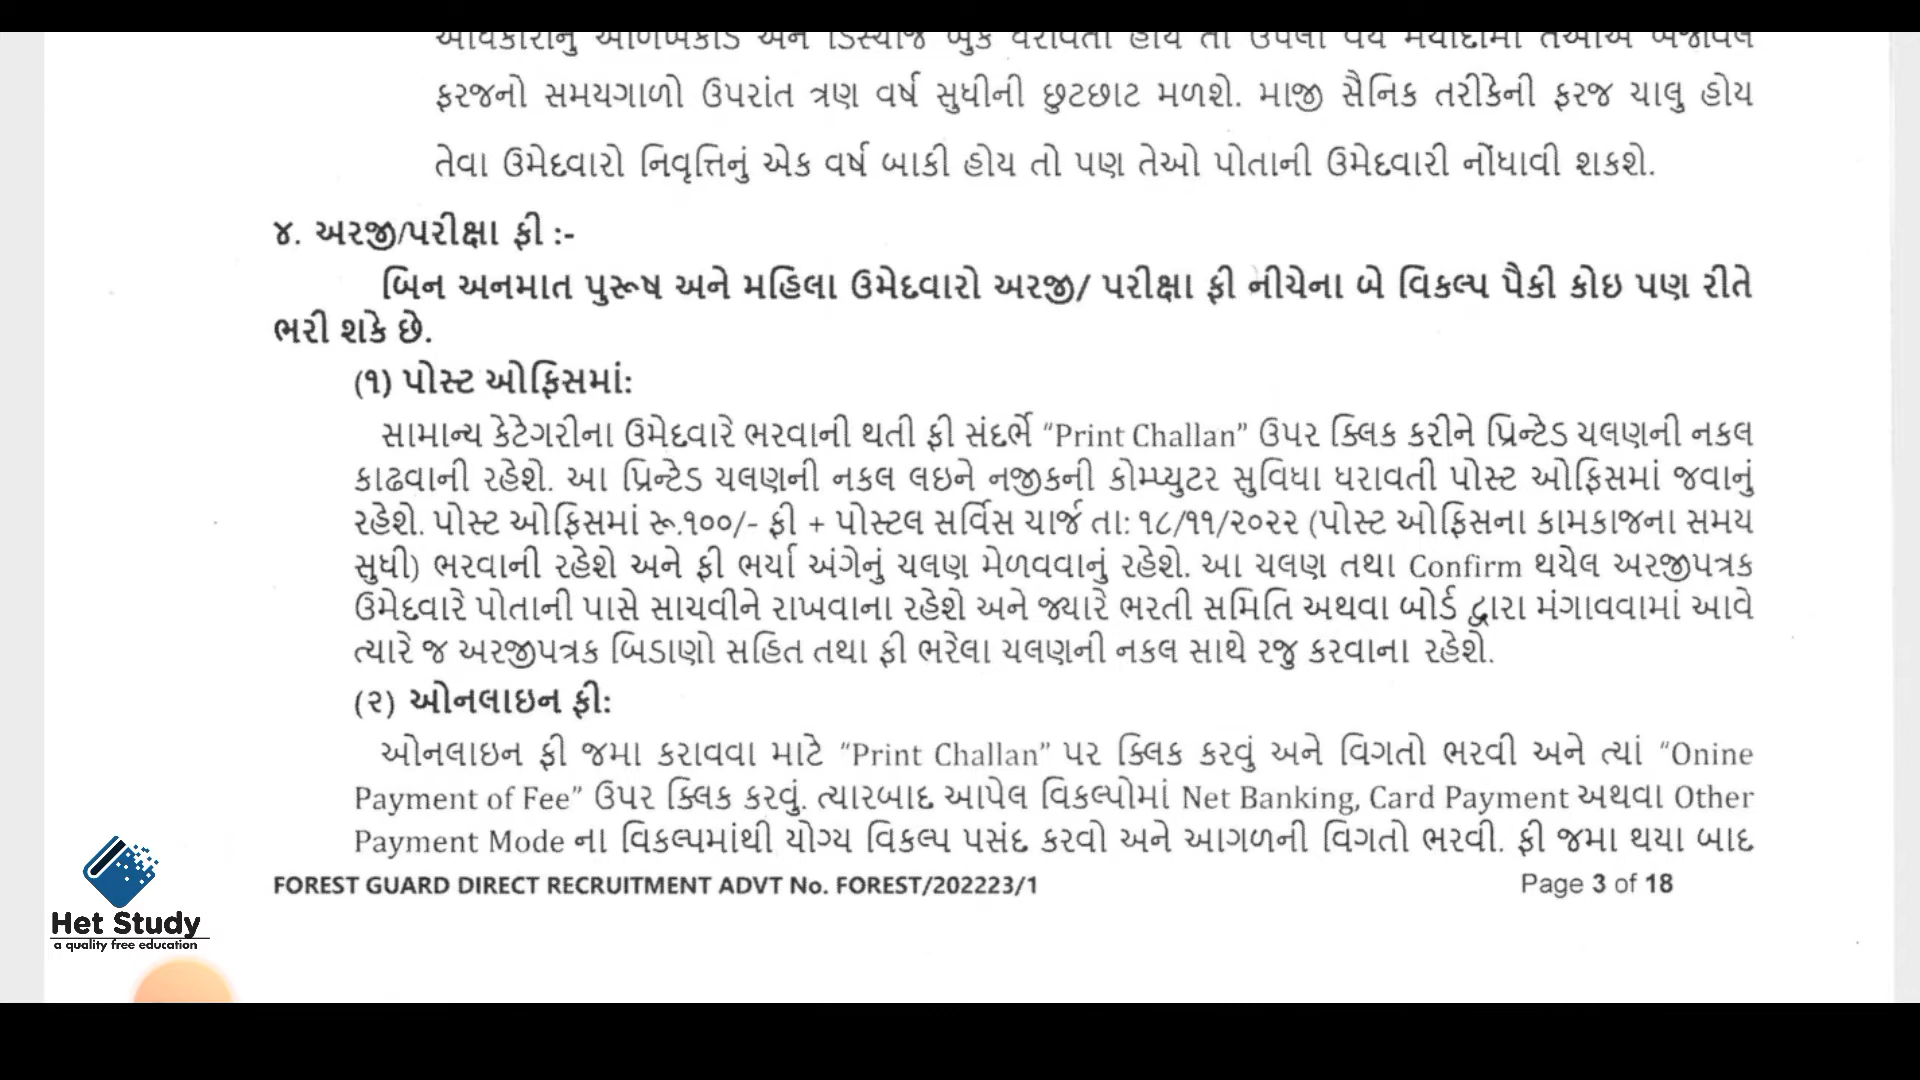 ફરજનો સમયગાળો ઉપરાંત ત્રણ વર્ષ સુધીની છુટછાટ મળશે. માજી સૈનિક તરીકેની ફરજ ચાલુ હોય
તેવા ઉમેદવારો નિવૃત્તિનું એક વર્ષ બાકી હોય તો પણ તેઓ પોતાની ઉમેદવારી નોંધાવી શકશે.
૪. અરજી/પરીક્ષા ફી :-
બિન અનમાત પુરૂષ અને મહિલા ઉમેદવારો અરજી/ પરીક્ષા ફી નીચેના બે વિકલ્પ પૈકી કોઇ પણ રીતે
ભરી શકે છે.
(૧) પોસ્ટ ઓફિસમાં:
સામાન્ય કેટેગરીના ઉમેદવારે ભરવાની થતી ફી સંદર્ભે “Print Challan” ઉપર ક્લિક કરીને પ્રિન્ટેડ ચલણની નકલ
કાઢવાની રહેશે. આ પ્રિન્ટેડ ચલણની નકલ લઇને નજીકની કોમ્પ્યુટર સુવિધા ધરાવતી પોસ્ટ ઓફિસમાં જવાનું
રહેશે. પોસ્ટ ઓફિસમાં રૂ.૧૦૦/- ફી + પોસ્ટલ સર્વિસ ચાર્જ તા: ૧૮/૧૧/૨૦૨૨ (પોસ્ટ ઓફિસના કામકાજના સમય
સુધી) ભરવાની રહેશે અને ફી ભર્યા અંગેનું ચલણ મેળવવાનું રહેશે. આ ચલણ તથા Confirm થયેલ અરજીપત્રક
ઉમેદવારે પોતાની પાસે સાચવીને રાખવાના રહેશે અને જ્યારે ભરતી સમિતિ અથવા બોર્ડ દ્વારા મંગાવવામાં આવે
ત્યારે જ અરજીપત્રક બિડાણો સહિત તથા ફી ભરેલા ચલણની નકલ સાથે રજુ કરવાના રહેશે.
(૨) ઓનલાઇન ફી:
ઓનલાઇન ફી જમા કરાવવા માટે “Print Challan” પર ક્લિક કરવું અને વિગતો ભરવી અને ત્યાં “Onine
Payment of Fee” ઉપર ક્લિક કરવું. ત્યારબાદ આપેલ વિકલ્પોમાં Net Banking, Card Payment અથવા Other
Payment Mode ના વિકલ્પમાંથી યોગ્ય વિકલ્પ પસંદ કરવો અને આગળની વિગતો ભરવી. ફી જમા થયા બાદ
FOREST GUARD DIRECT RECRUITMENT ADVT No. FOREST/202223/1
Page 3 of 18
Het Study
a quality free education